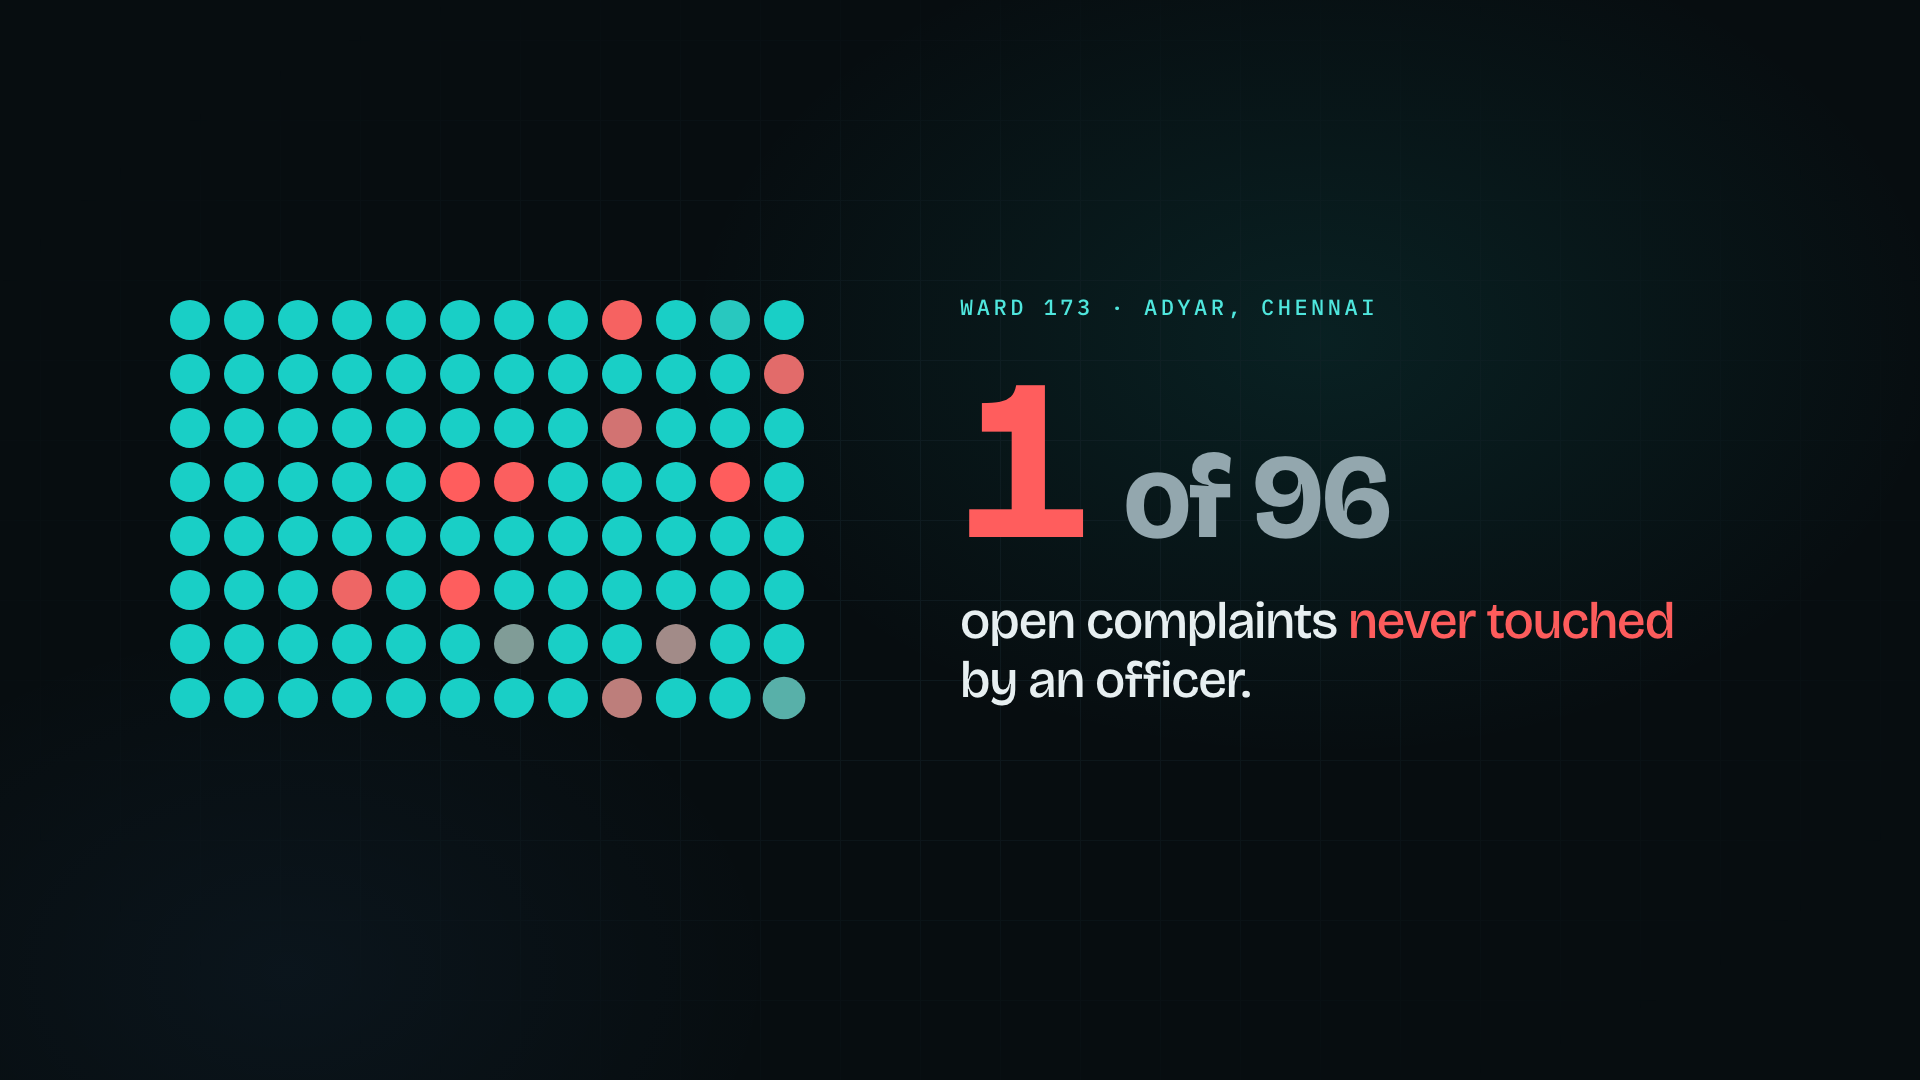 WARD 173 · ADYAR, CHENNAI
1 of 96
open complaints never touched
by an officer.